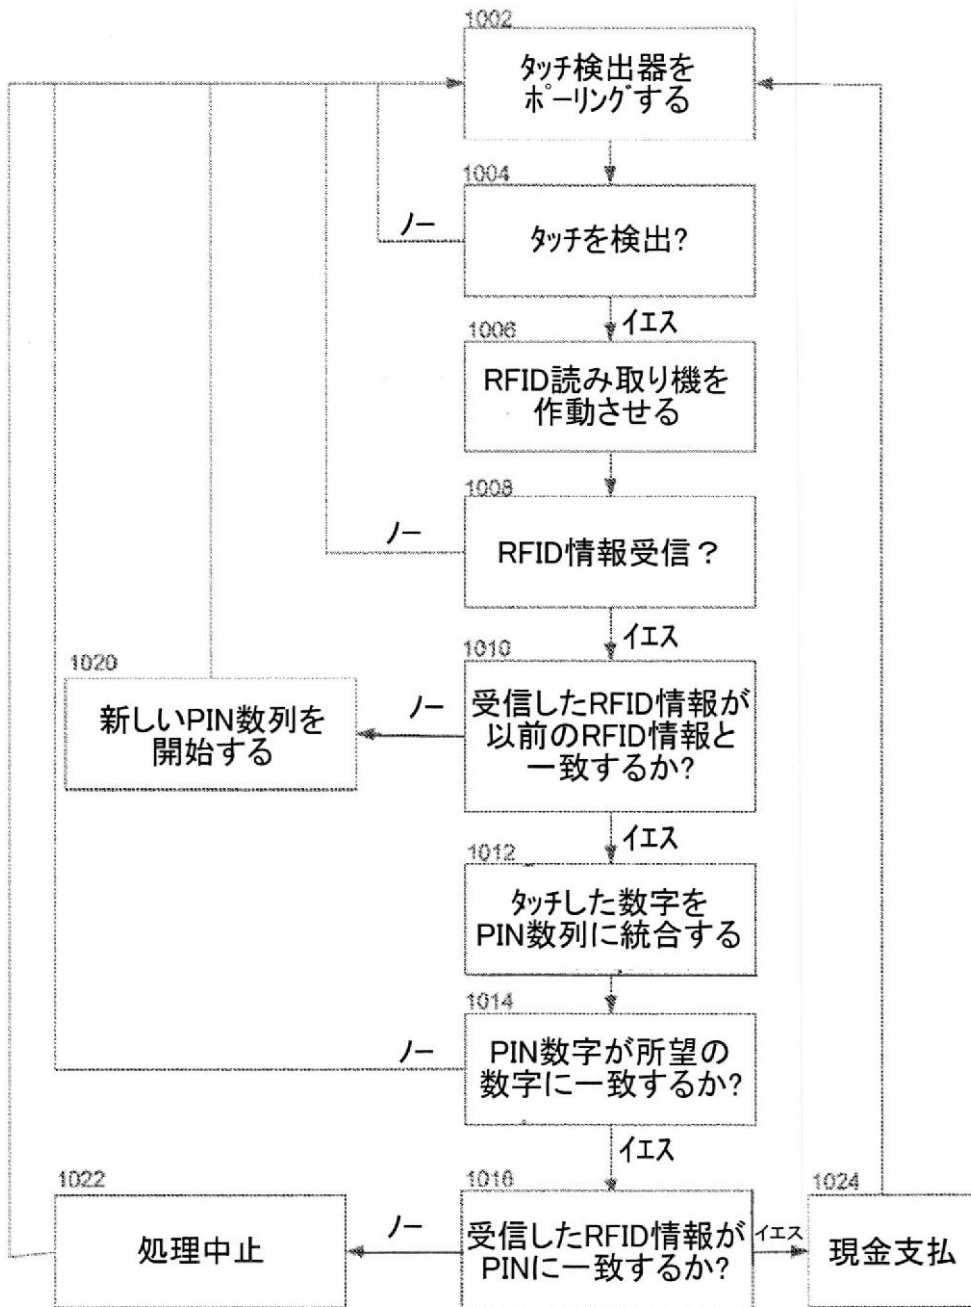 1002
タッチ検出器を
ポーリングする
1004
タッチを検出?
ノー
イエス
1006
RFID読み取り機を
作動させる
1008
RFID情報受信？
ノー
イエス
1010
受信したRFID情報が
以前のRFID情報と
一致するか?
ノー
1020
新しいPIN数列を
開始する
イエス
1012
タッチした数字を
PIN数列に統合する
1014
PIN数字が所望の
数字に一致するか?
ノー
イエス
1016
受信したRFID情報が
PINに一致するか?
ノー
1022
処理中止
イエス
1024
現金支払